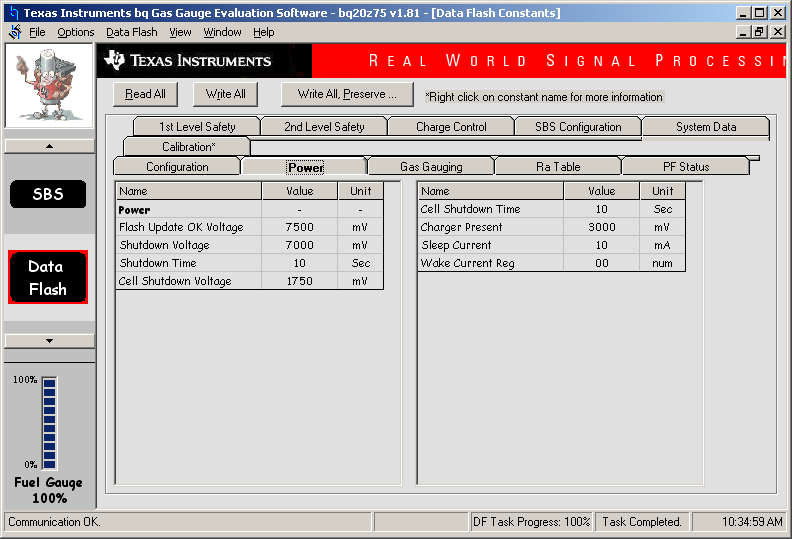 Texas Instruments bq Gas Gauge Evaluation Software - bq20z75 v1.81 - [Data Flash Constants]
File Options Data Flash View Window Help
TEXAS INSTRUMENTS REAL WORLD SIGNAL PROCESSIN
Read All Write All Write All, Preserve ... *Right click on constant name for more information
1st Level Safety 2nd Level Safety Charge Control SBS Configuration System Data
Calibration*
Configuration Power Gas Gauging Ra Table PF Status
SBS
Data
Flash
100%
0%
Fuel Gauge
100%
Name Value Unit
Power - -
Flash Update OK Voltage 7500 mV
Shutdown Voltage 7000 mV
Shutdown Time 10 Sec
Cell Shutdown Voltage 1750 mV
Name Value Unit
Cell Shutdown Time 10 Sec
Charger Present 3000 mV
Sleep Current 10 mA
Wake Current Reg 00 num
Communication OK. DF Task Progress: 100% Task Completed. 10:34:59 AM